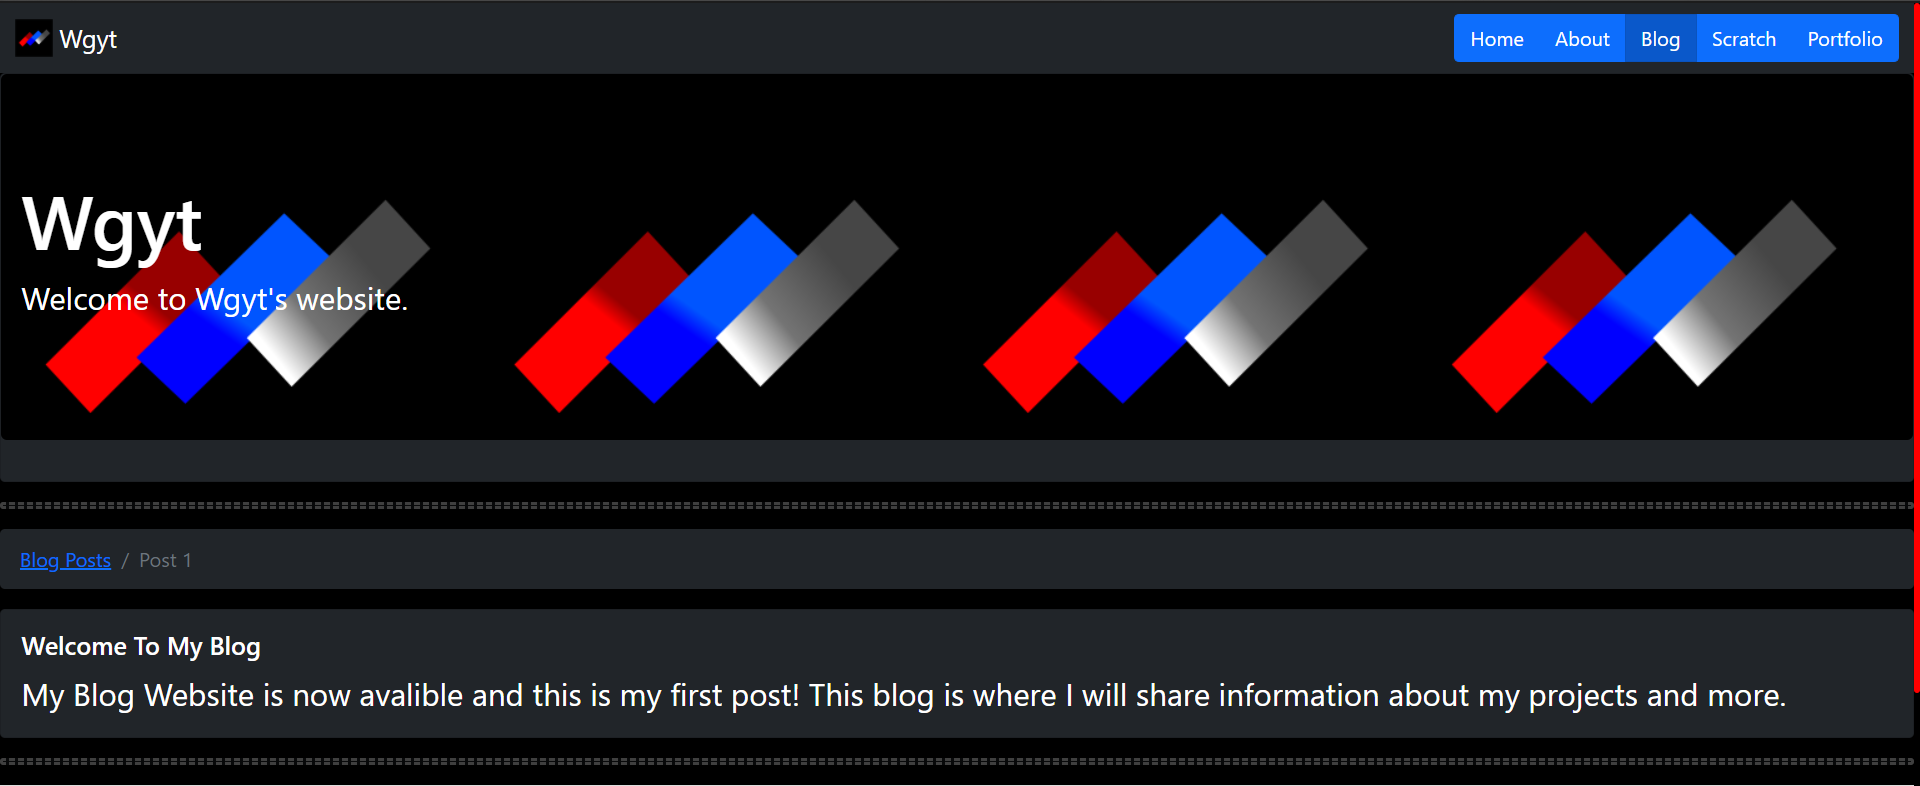 Wgyt
Home About Blog Scratch Portfolio
Wgyt
Welcome to Wgyt's website.
Blog Posts / Post 1
Welcome To My Blog
My Blog Website is now avalible and this is my first post! This blog is where I will share information about my projects and more.